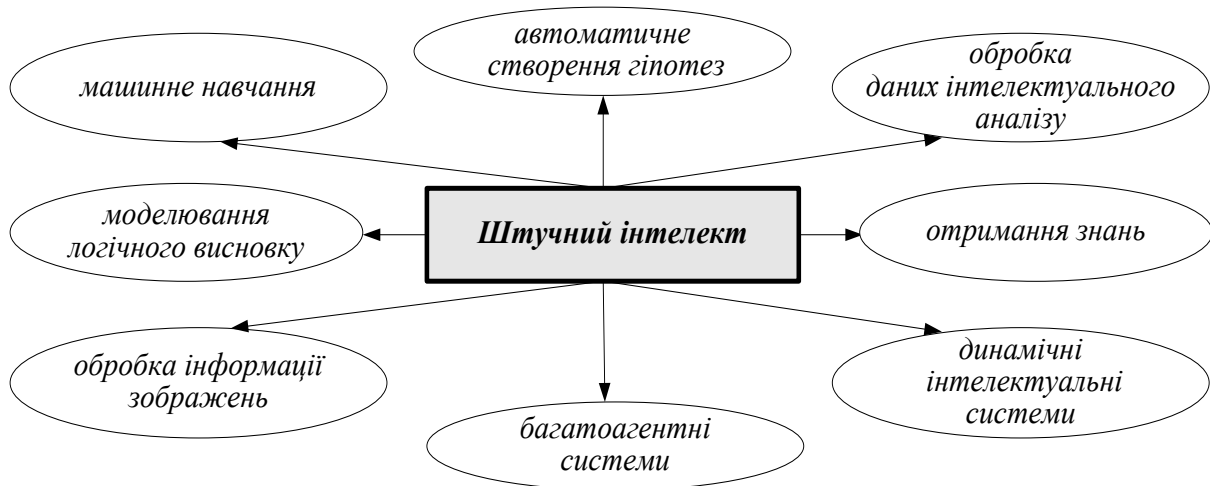 автоматичне
створення гіпотез
машинне навчання
обробка
даних інтелектуального
аналізу
моделювання
логічного висновку
Штучний інтелект
отримання знань
обробка інформації
зображень
багатоагентні
системи
динамічні
інтелектуальні
системи